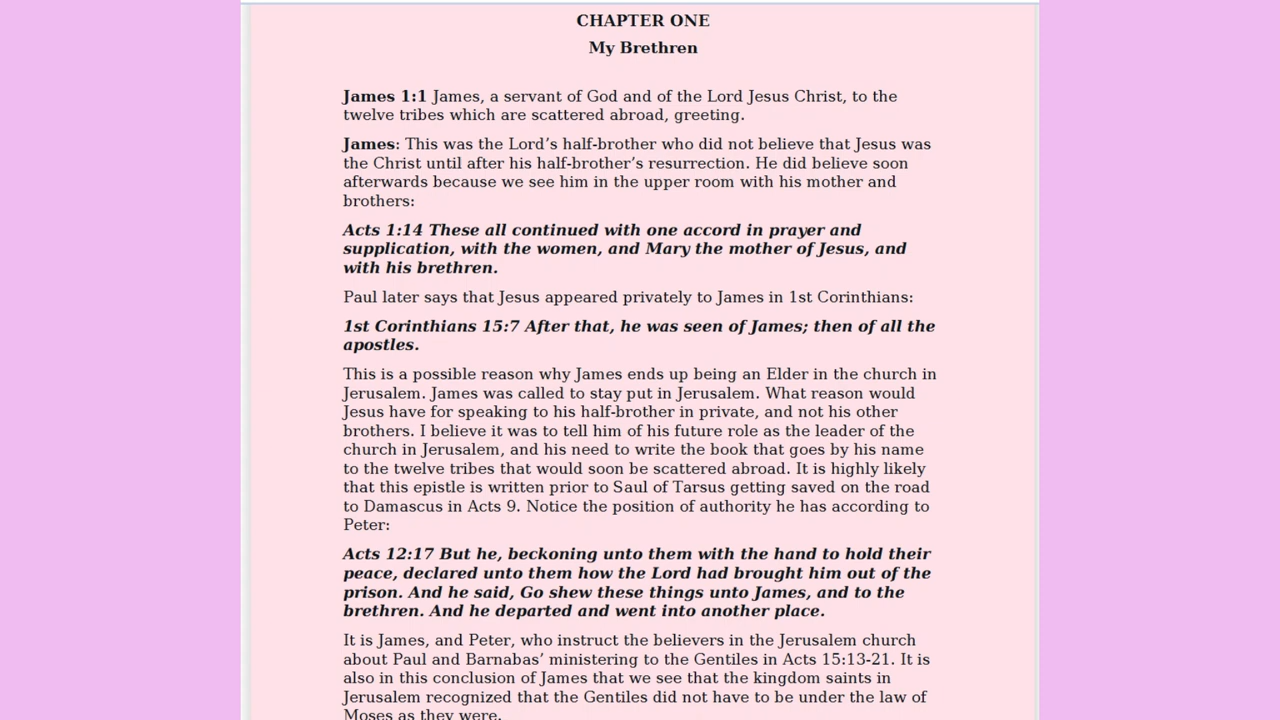 CHAPTER ONE
My Brethren
James 1:1 James, a servant of God and of the Lord Jesus Christ, to the
twelve tribes which are scattered abroad, greeting.
James: This was the Lord’s half-brother who did not believe that Jesus was
the Christ until after his half-brother’s resurrection. He did believe soon
afterwards because we see him in the upper room with his mother and
brothers:
Acts 1:14 These all continued with one accord in prayer and
supplication, with the women, and Mary the mother of Jesus, and
with his brethren.
Paul later says that Jesus appeared privately to James in 1st Corinthians:
1st Corinthians 15:7 After that, he was seen of James; then of all the
apostles.
This is a possible reason why James ends up being an Elder in the church in
Jerusalem. James was called to stay put in Jerusalem. What reason would
Jesus have for speaking to his half-brother in private, and not his other
brothers. I believe it was to tell him of his future role as the leader of the
church in Jerusalem, and his need to write the book that goes by his name
to the twelve tribes that would soon be scattered abroad. It is highly likely
that this epistle is written prior to Saul of Tarsus getting saved on the road
to Damascus in Acts 9. Notice the position of authority he has according to
Peter:
Acts 12:17 But he, beckoning unto them with the hand to hold their
peace, declared unto them how the Lord had brought him out of the
prison. And he said, Go shew these things unto James, and to the
brethren. And he departed and went into another place.
It is James, and Peter, who instruct the believers in the Jerusalem church
about Paul and Barnabas’ ministering to the Gentiles in Acts 15:13-21. It is
also in this conclusion of James that we see that the kingdom saints in
Jerusalem recognized that the Gentiles did not have to be under the law of
Moses as they were.